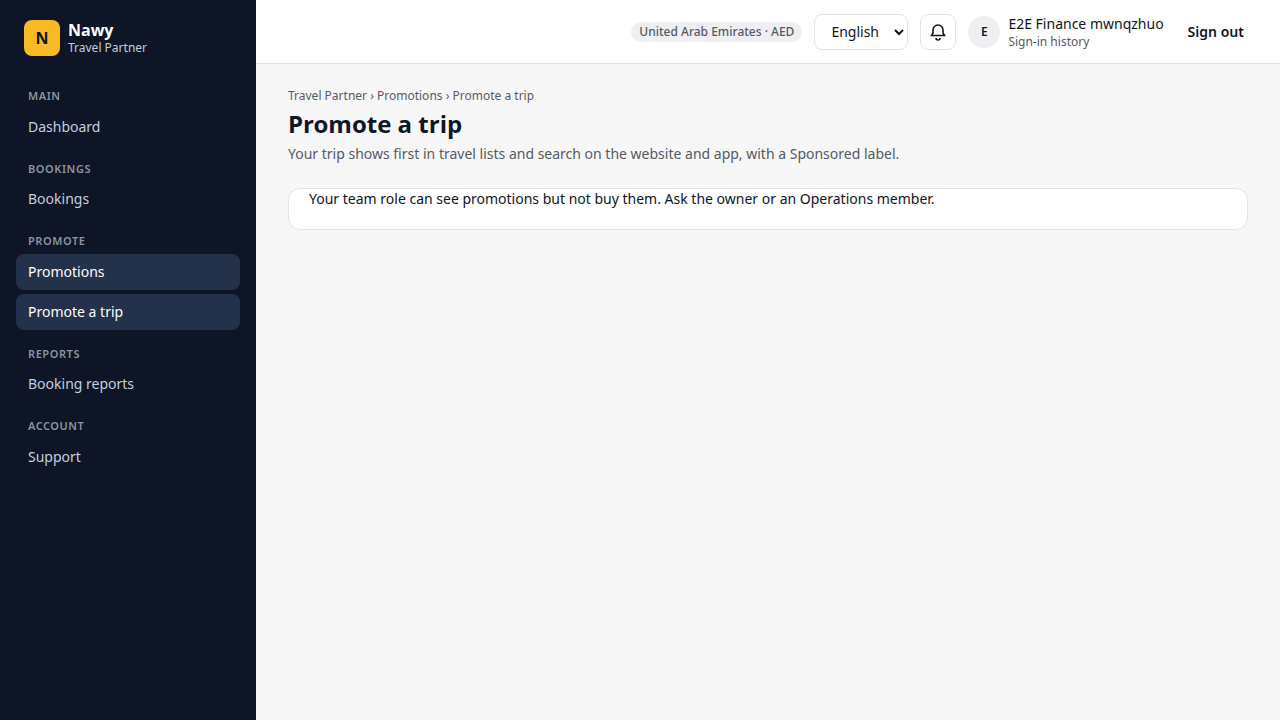 N
Nawy
Travel Partner
MAIN
Dashboard
BOOKINGS
Bookings
PROMOTE
Promotions
Promote a trip
REPORTS
Booking reports
ACCOUNT
Support
United Arab Emirates · AED
English
E
E2E Finance mwnqzhuo
Sign-in history
Sign out
Travel Partner › Promotions › Promote a trip
Promote a trip
Your trip shows first in travel lists and search on the website and app, with a Sponsored label.
Your team role can see promotions but not buy them. Ask the owner or an Operations member.